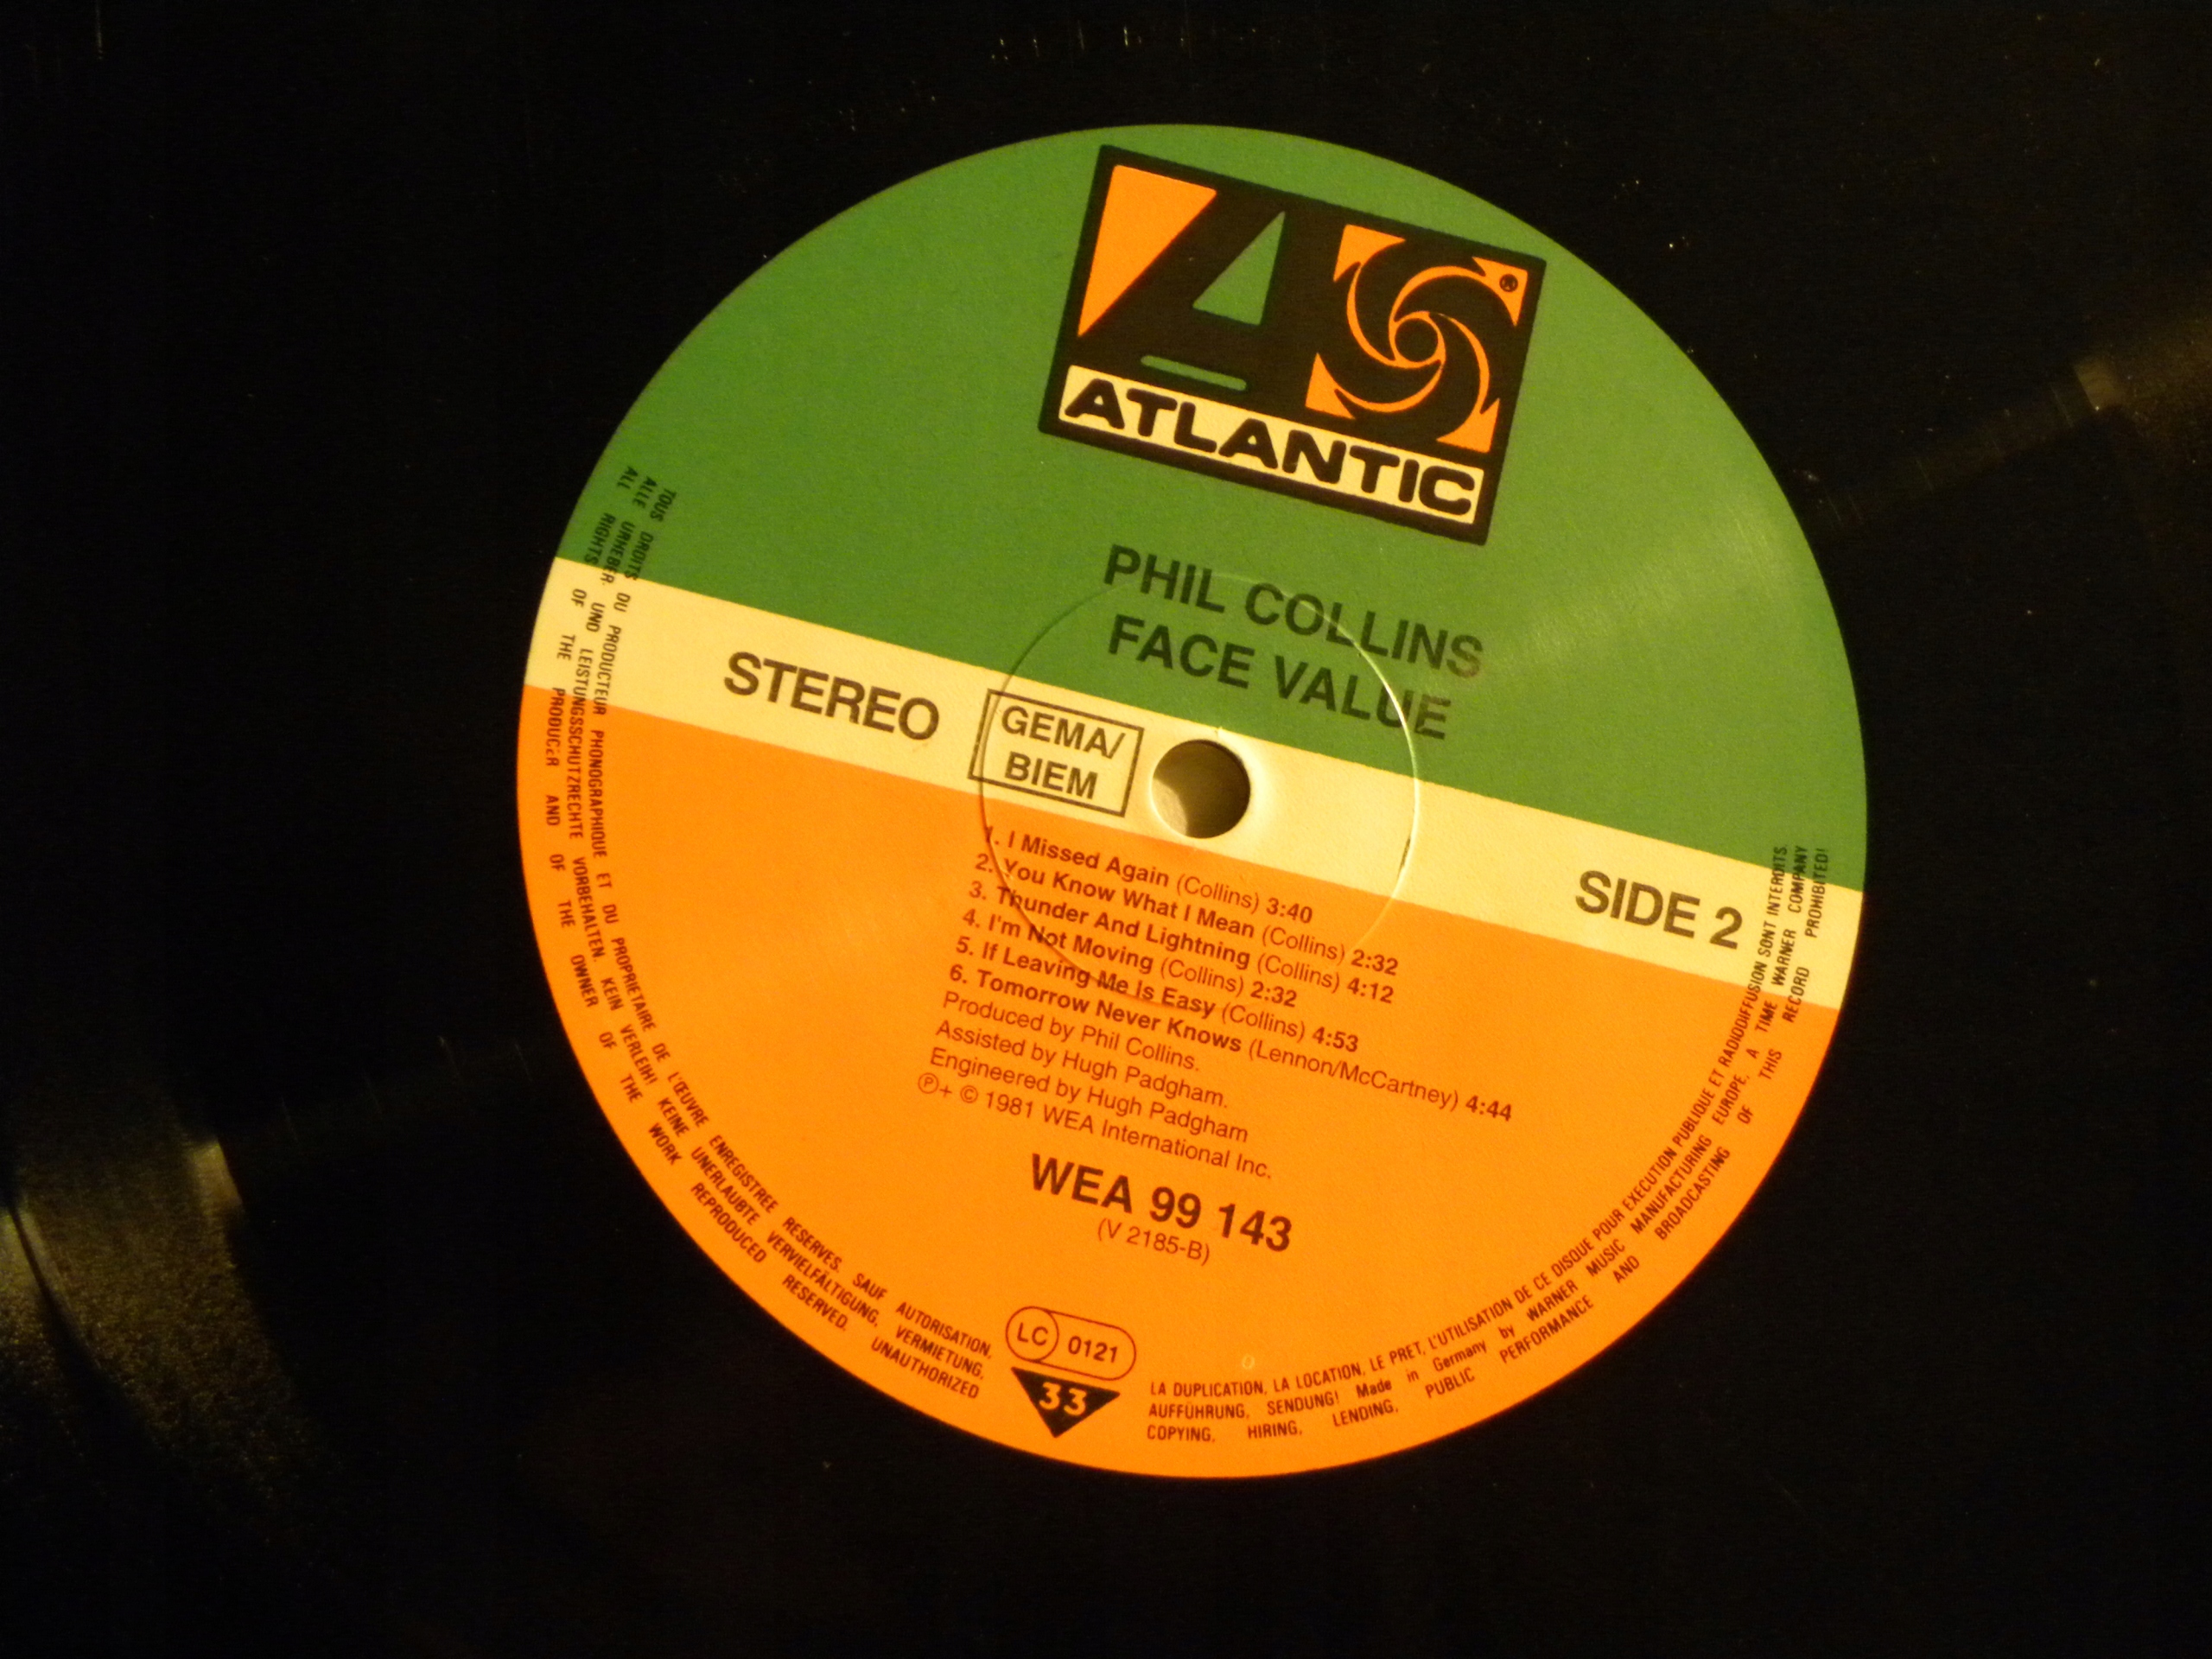 ATLANTIC
®
PHIL COLLINS
FACE VALUE
STEREO
GEMA/
BIEM
SIDE 2
1. I Missed Again (Collins) 3:40
2. You Know What I Mean (Collins) 2:32
3. Thunder And Lightning (Collins) 4:12
4. I'm Not Moving (Collins) 2:32
5. If Leaving Me Is Easy (Collins) 4:53
6. Tomorrow Never Knows (Lennon/McCartney) 4:44
Produced by Phil Collins.
Assisted by Hugh Padgham.
Engineered by Hugh Padgham
℗+ © 1981 WEA International Inc.
WEA 99 143
(V 2185-B)
LC 0121
33
TOUS DROITS DU PRODUCTEUR PHONOGRAPHIQUE ET DU PROPRIETAIRE DE L'ŒUVRE ENREGISTREE RESERVES. SAUF AUTORISATION, LA DUPLICATION, LA LOCATION, LE PRET, L'UTILISATION DE CE DISQUE POUR EXECUTION PUBLIQUE ET RADIODIFFUSION SONT INTERDITS.
ALLE URHEBER- UND LEISTUNGSSCHUTZRECHTE VORBEHALTEN. KEIN VERLEIH! KEINE UNERLAUBTE VERVIELFÄLTIGUNG, VERMIETUNG, AUFFÜHRUNG, SENDUNG! Made in Germany by WARNER MUSIC MANUFACTURING EUROPE. A TIME WARNER COMPANY
ALL RIGHTS OF THE PRODUCER AND OF THE OWNER OF THE WORK REPRODUCED RESERVED. UNAUTHORIZED COPYING, HIRING, LENDING, PUBLIC PERFORMANCE AND BROADCASTING OF THIS RECORD PROHIBITED!